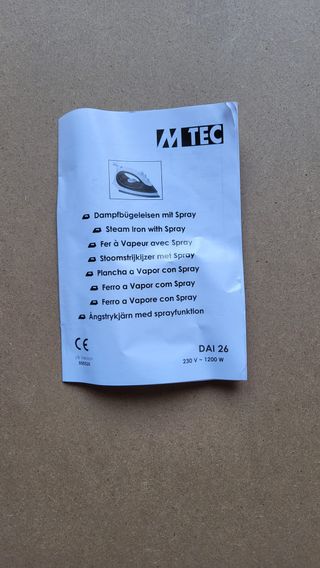 M TEC
Dampfbügeleisen mit Spray
Steam Iron with Spray
Fer à Vapeur avec Spray
Stoomstrijkijzer met Spray
Plancha a Vapor con Spray
Ferro a Vapor com Spray
Ferro a Vapore con Spray
Ångstrykjärn med sprayfunktion
CE
DAI 26
230 V ~ 1200 W